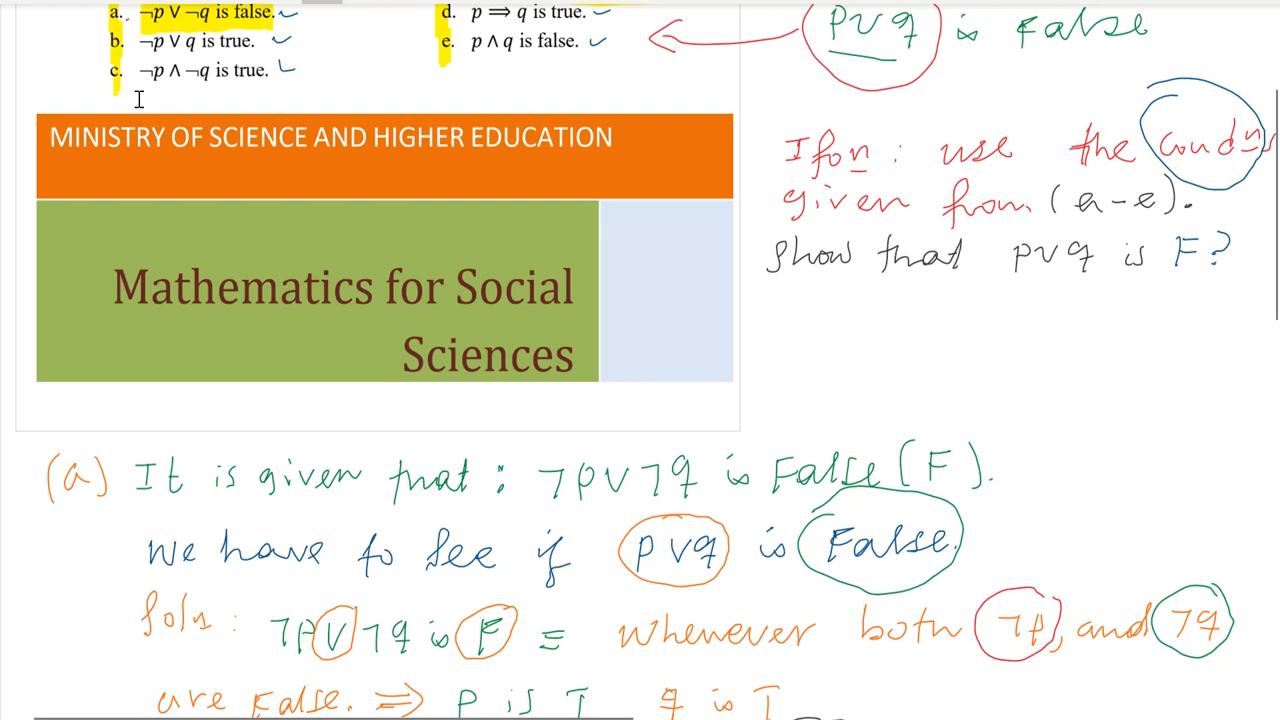 a. ¬p ∨ ¬q is false.
b. ¬p ∨ q is true.
c. ¬p ∧ ¬q is true.
d. p ⟹ q is true.
e. p ∧ q is false.
p∨q is False
MINISTRY OF SCIENCE AND HIGHER EDUCATION
Mathematics for Social
Sciences
use the
given from (a-e).
show that p∨q is F?
(a) It is given that: ¬p∨¬q is False (F).
We have to see if p∨q is False.
Soln: ¬p∨¬q is F ≡ whenever both ¬p, and ¬q
are False. ⟹ P is T q is T